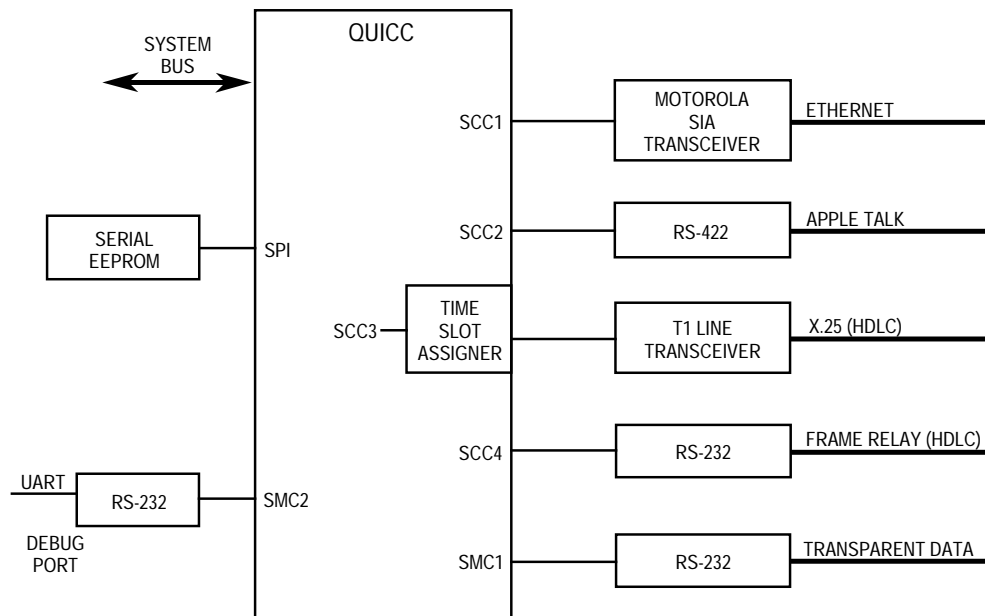 QUICC
SYSTEM
BUS
SCC1
MOTOROLA
SIA
TRANSCEIVER
ETHERNET
SERIAL
EEPROM
SPI
SCC2
RS-422
APPLE TALK
SCC3
TIME
SLOT
ASSIGNER
T1 LINE
TRANSCEIVER
X.25 (HDLC)
SCC4
RS-232
FRAME RELAY (HDLC)
UART
RS-232
SMC2
DEBUG
PORT
SMC1
RS-232
TRANSPARENT DATA